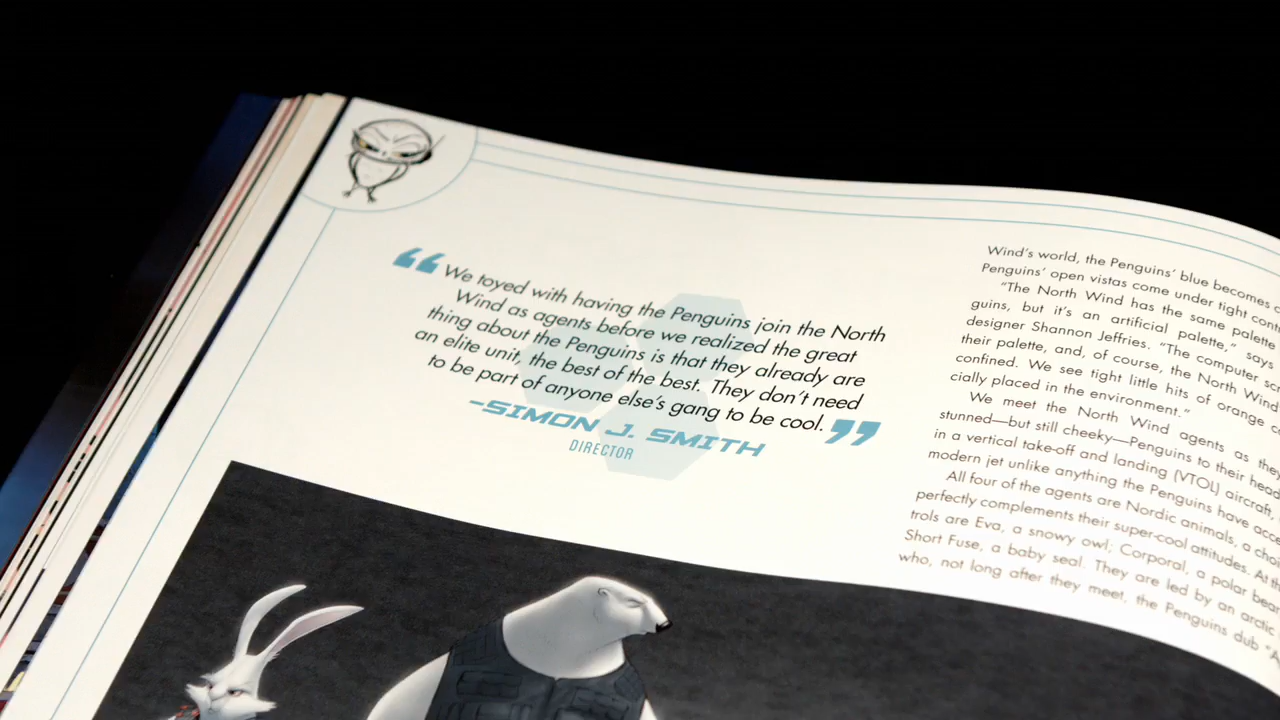 “We toyed with having the Penguins join the North
Wind as agents before we realized the great
thing about the Penguins is that they already are
an elite unit, the best of the best. They don’t need
to be part of anyone else’s gang to be cool.”
–SIMON J. SMITH
DIRECTOR
Wind’s world, the Penguins’ blue becomes
Penguins’ open vistas come under tight
“The North Wind has the same palette
guins, but it’s an artificial palette,” says
designer Shannon Jeffries. “The computer
their palette, and, of course, the North Wind
confined. We see tight little hits of orange
cially placed in the environment.”
We meet the North Wind agents as they
stunned—but still cheeky—Penguins to their
in a vertical take-off and landing (VTOL) aircraft,
modern jet unlike anything the Penguins have
All four of the agents are Nordic animals, a
perfectly complements their super-cool attitudes. At
trols are Eva, a snowy owl; Corporal, a polar
Short Fuse, a baby seal. They are led by an arctic
who, not long after they meet, the Penguins dub